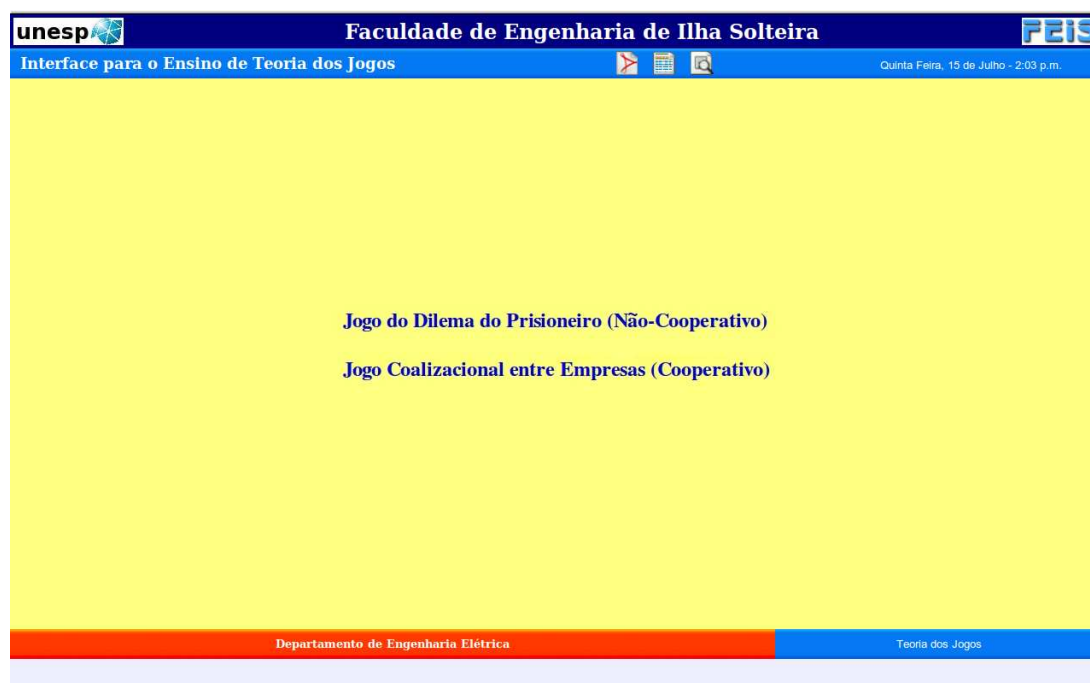 unesp
Faculdade de Engenharia de Ilha Solteira
FEIS
Interface para o Ensino de Teoria dos Jogos
Quinta Feira, 15 de Julho - 2:03 p.m.
Jogo do Dilema do Prisioneiro (Não-Cooperativo)
Jogo Coalizacional entre Empresas (Cooperativo)
Departamento de Engenharia Elétrica
Teoria dos Jogos